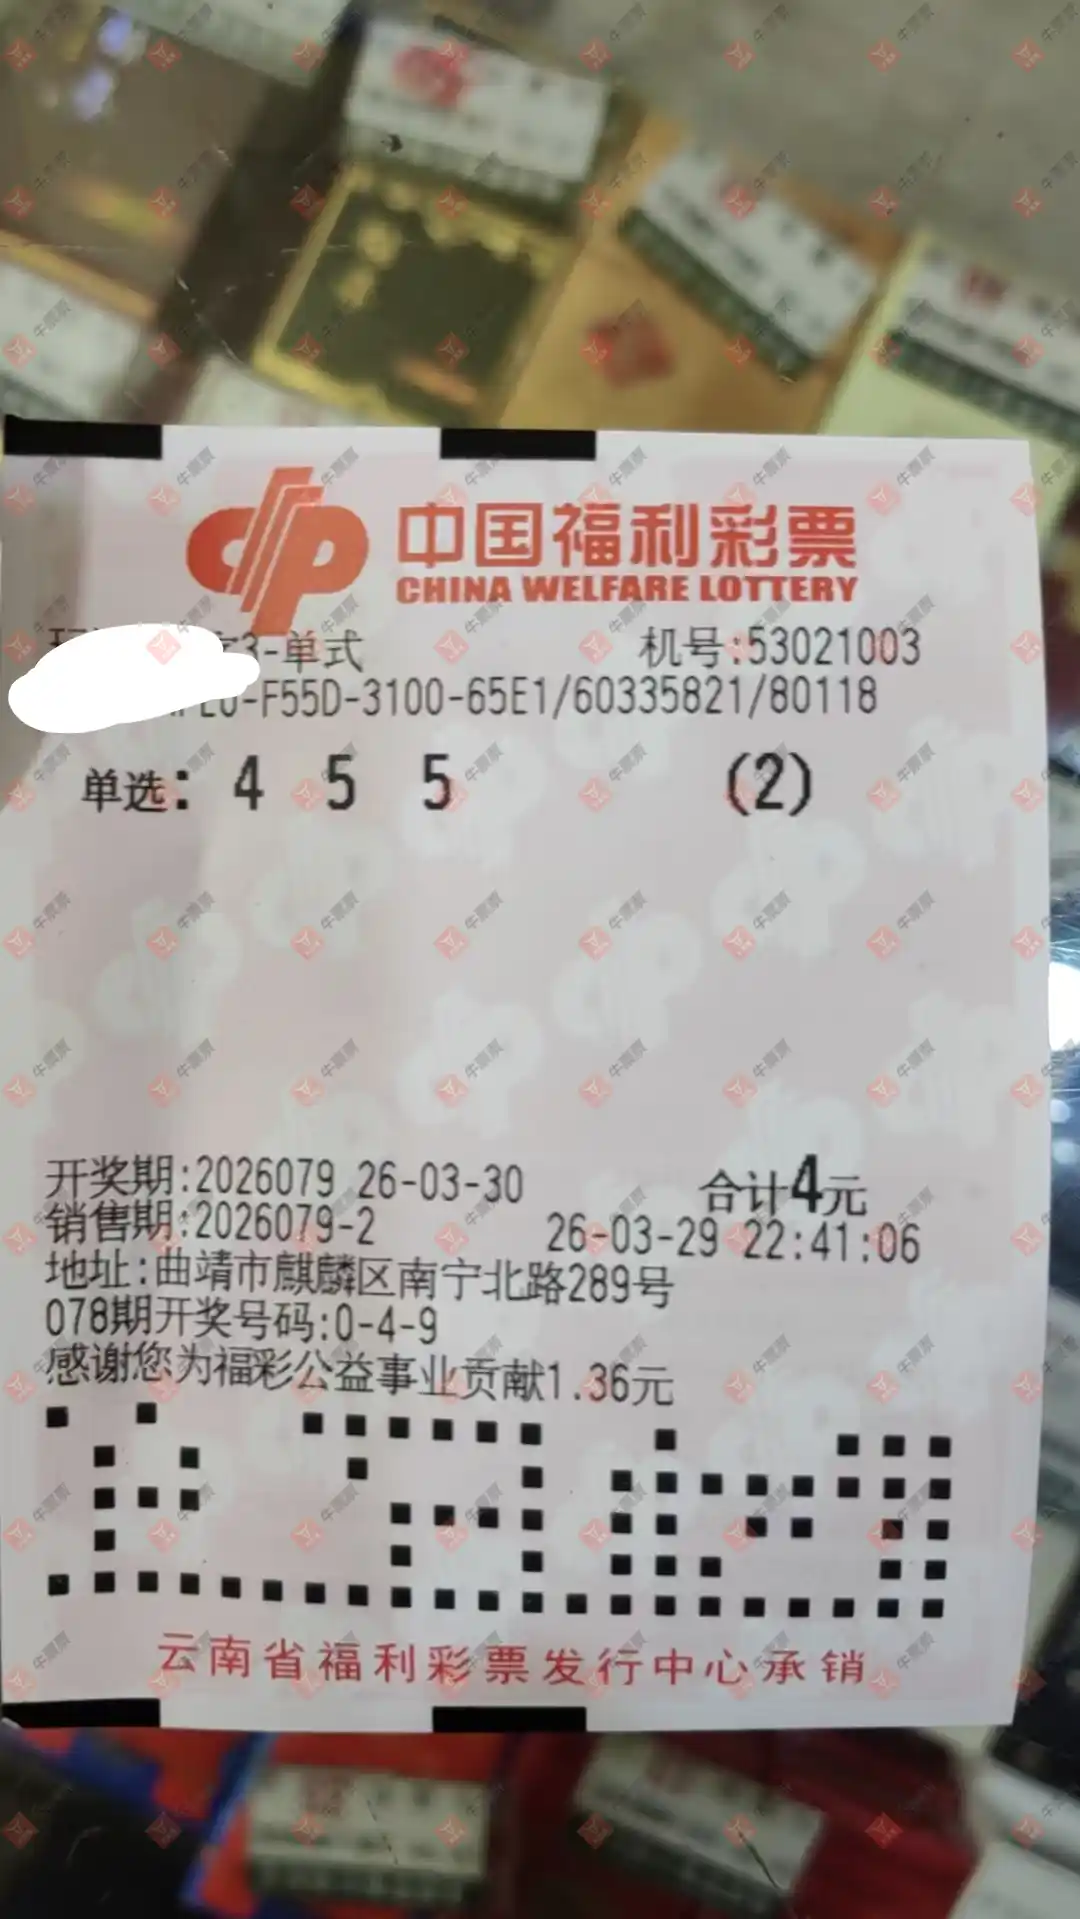 中国福利彩票
CHINA WELFARE LOTTERY
3-单式 机号:53021003
-F55D-3100-65E1/60335821/80118
单选: 4 5 5 (2)
开奖期:2026079 26-03-30 合计4元
销售期:2026079-2 26-03-29 22:41:06
地址:曲靖市麒麟区南宁北路289号
078期开奖号码:0-4-9
感谢您为福彩公益事业贡献1.36元
云南省福利彩票发行中心承销
牛票票